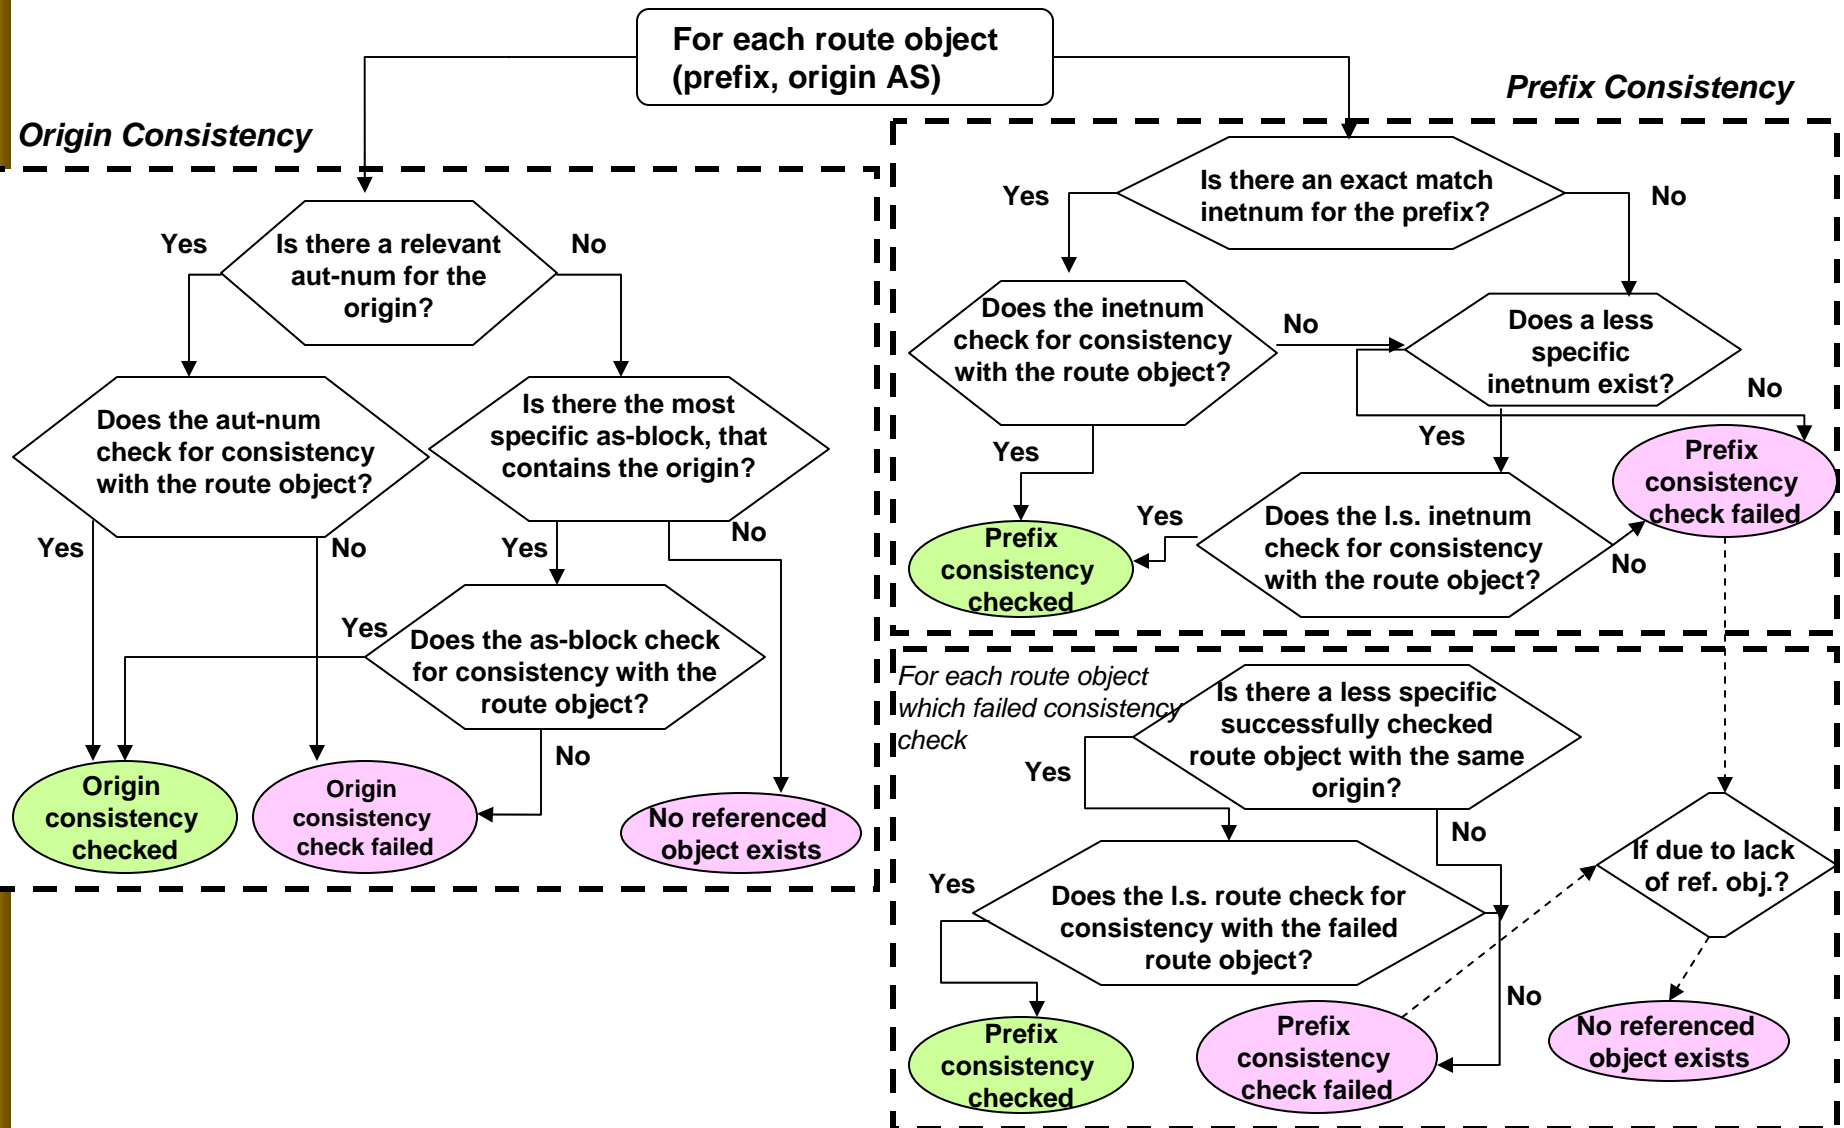 For each route object
(prefix, origin AS)
Origin Consistency
Yes
Is there a relevant
aut-num for the
origin?
No
Does the aut-num
check for consistency
with the route object?
Is there the most
specific as-block, that
contains the origin?
Yes
No
Yes
No
Yes
Does the as-block check
for consistency with the
route object?
No
Origin
consistency
checked
Origin
consistency
check failed
No referenced
object exists
Prefix Consistency
Yes
Is there an exact match
inetnum for the prefix?
No
Does the inetnum
check for consistency
with the route object?
No
Does a less
specific
inetnum exist?
No
Yes
Yes
Prefix
consistency
check failed
Prefix
consistency
checked
Yes
Does the l.s. inetnum
check for consistency
with the route object?
No
For each route object
which failed consistency
check
Is there a less specific
successfully checked
route object with the same
origin?
Yes
No
If due to lack
of ref. obj.?
Yes
Does the l.s. route check for
consistency with the failed
route object?
No
Prefix
consistency
checked
Prefix
consistency
check failed
No referenced
object exists